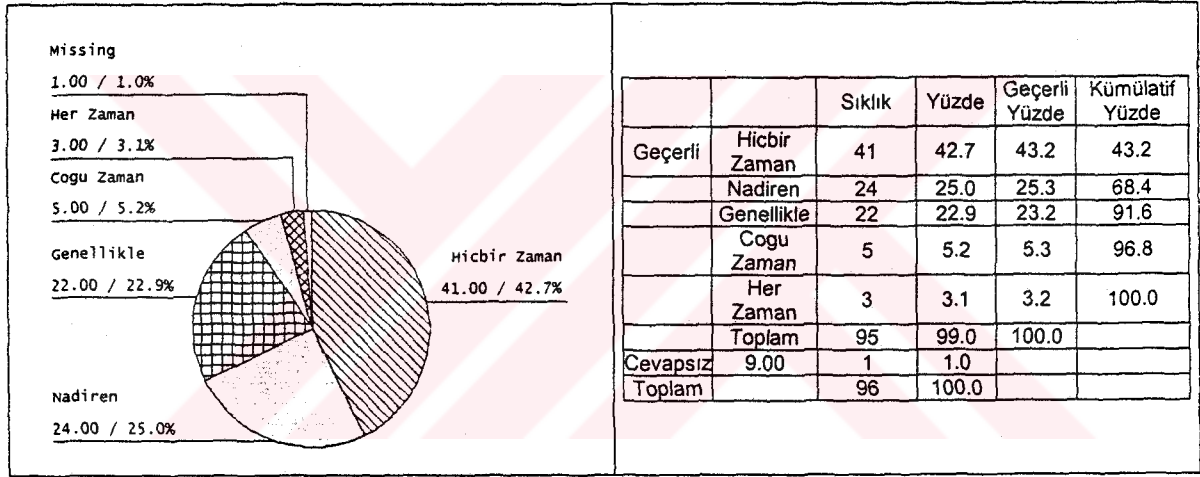 Missing
1.00 / 1.0%
Her Zaman
3.00 / 3.1%
Cogu Zaman
5.00 / 5.2%
Genellikle
22.00 / 22.9%
Nadiren
24.00 / 25.0%
Hicbir Zaman
41.00 / 42.7%
Sıklık Yüzde Geçerli Yüzde Kümülatif Yüzde
Geçerli Hicbir Zaman 41 42.7 43.2 43.2
Nadiren 24 25.0 25.3 68.4
Genellikle 22 22.9 23.2 91.6
Cogu Zaman 5 5.2 5.3 96.8
Her Zaman 3 3.1 3.2 100.0
Toplam 95 99.0 100.0
Cevapsız 9.00 1 1.0
Toplam 96 100.0